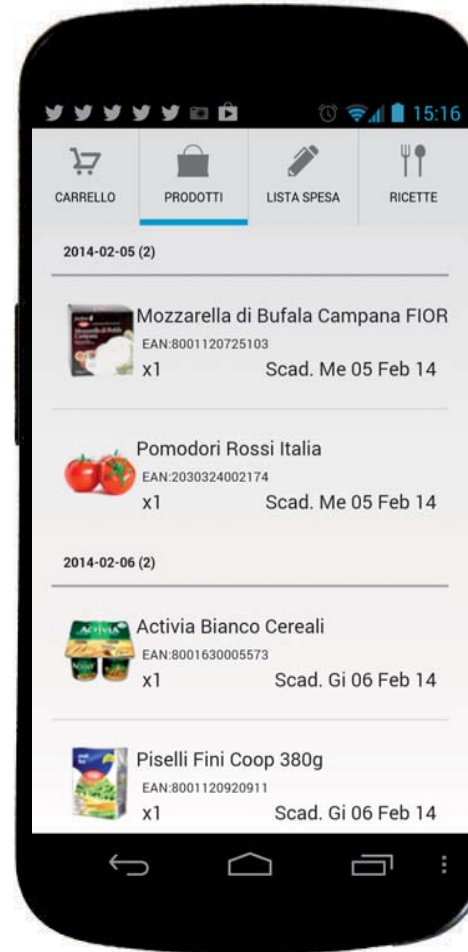 15:16
CARRELLO
PRODOTTI
LISTA SPESA
RICETTE
2014-02-05 (2)
Mozzarella di Bufala Campana FIOR
EAN:8001120725103
x1 Scad. Me 05 Feb 14
Pomodori Rossi Italia
EAN:2030324002174
x1 Scad. Me 05 Feb 14
2014-02-06 (2)
ACTIVIA
Activia Bianco Cereali
EAN:8001630005573
x1 Scad. Gi 06 Feb 14
Piselli Fini Coop 380g
EAN:8001120920911
x1 Scad. Gi 06 Feb 14